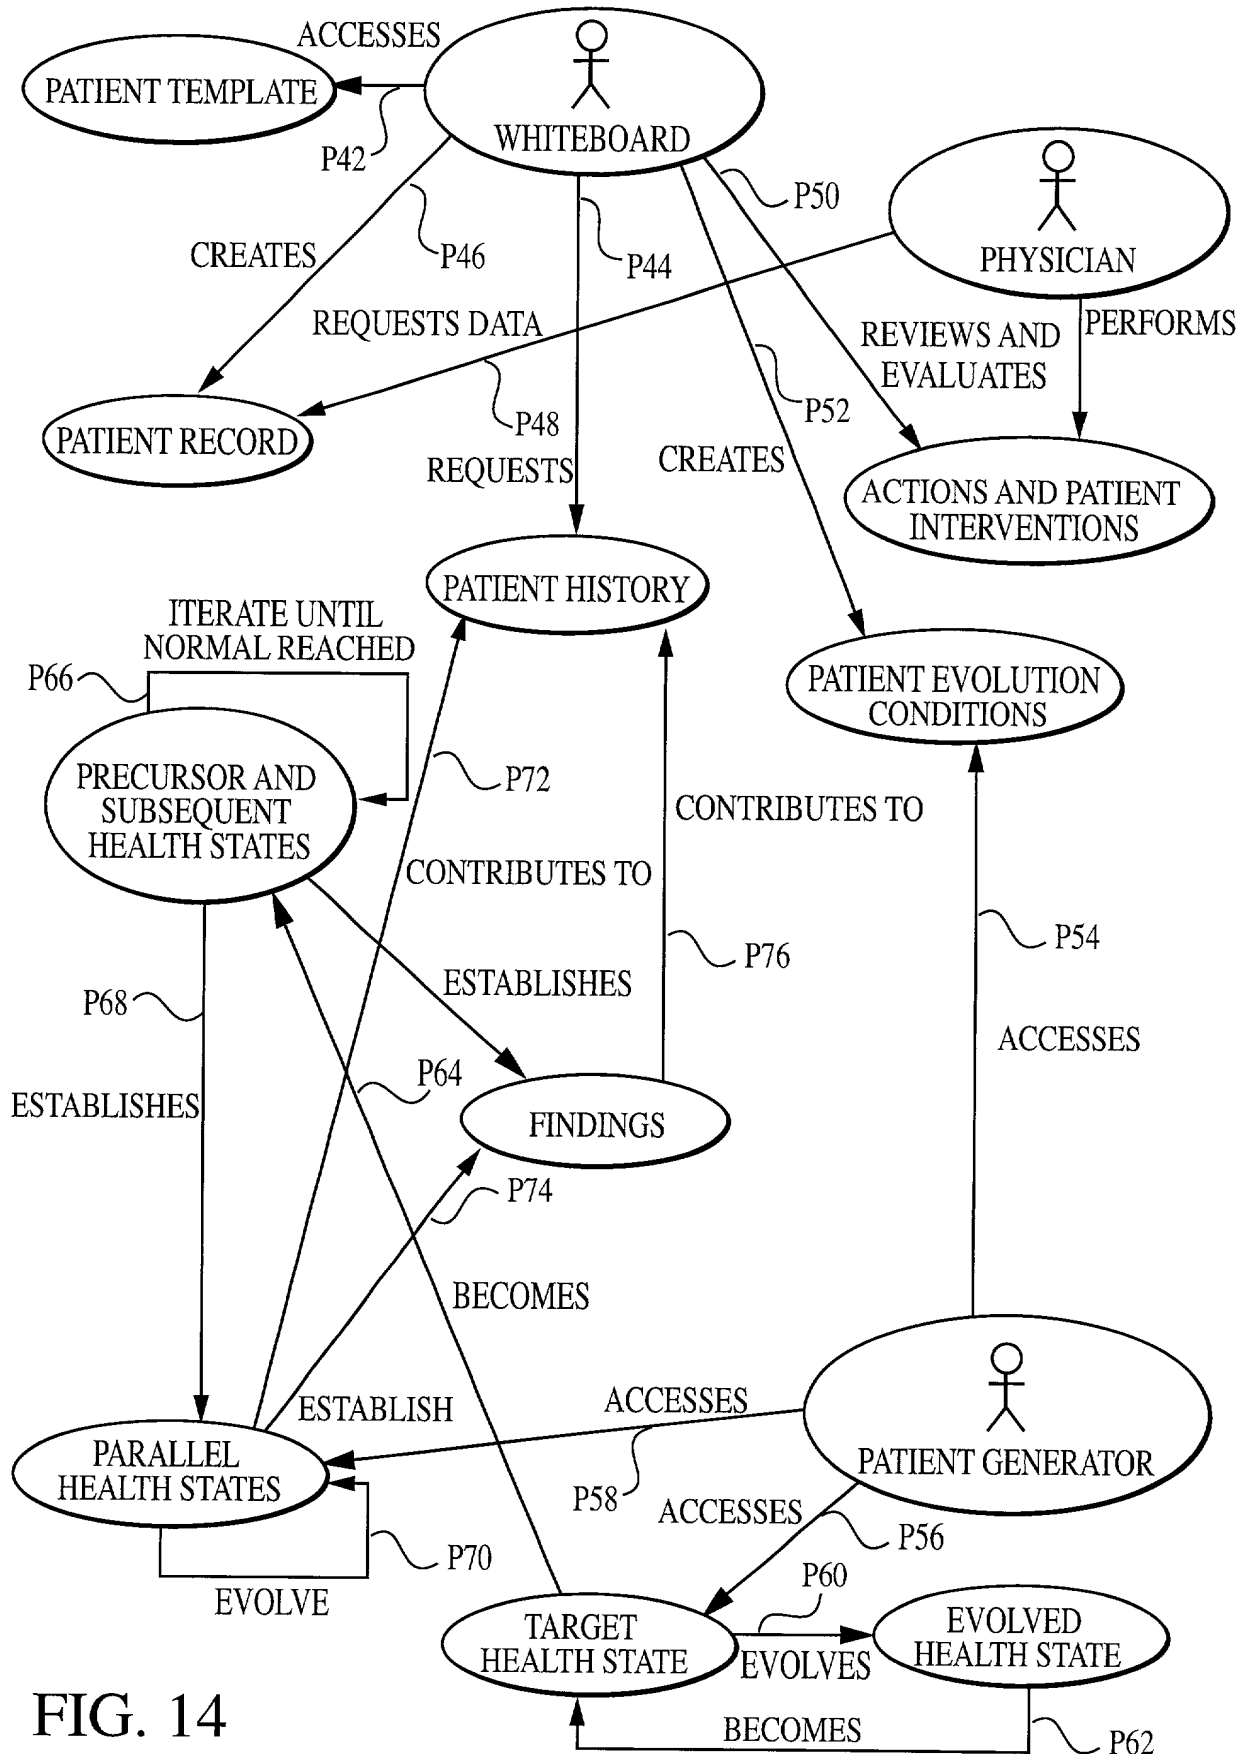 ACCESSES
PATIENT TEMPLATE
WHITEBOARD
P42
P50
PHYSICIAN
CREATES
P46
P44
REQUESTS DATA
PERFORMS
REVIEWS AND
EVALUATES
P48
P52
PATIENT RECORD
REQUESTS
CREATES
ACTIONS AND PATIENT
INTERVENTIONS
PATIENT HISTORY
ITERATE UNTIL
NORMAL REACHED
P66
PATIENT EVOLUTION
CONDITIONS
PRECURSOR AND
SUBSEQUENT
HEALTH STATES
P72
CONTRIBUTES TO
CONTRIBUTES TO
P54
P76
ESTABLISHES
P68
ACCESSES
P64
ESTABLISHES
FINDINGS
P74
BECOMES
ESTABLISH
ACCESSES
PARALLEL
HEALTH STATES
PATIENT GENERATOR
P58
ACCESSES
P56
P70
EVOLVE
P60
TARGET
HEALTH STATE
EVOLVES
EVOLVED
HEALTH STATE
BECOMES
P62
FIG. 14